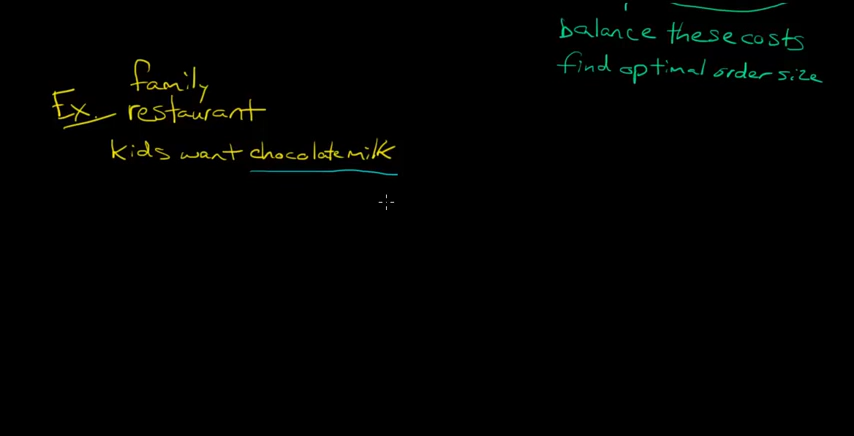 balance these costs
find optimal order size
family
Ex. restaurant
kids want chocolate milk